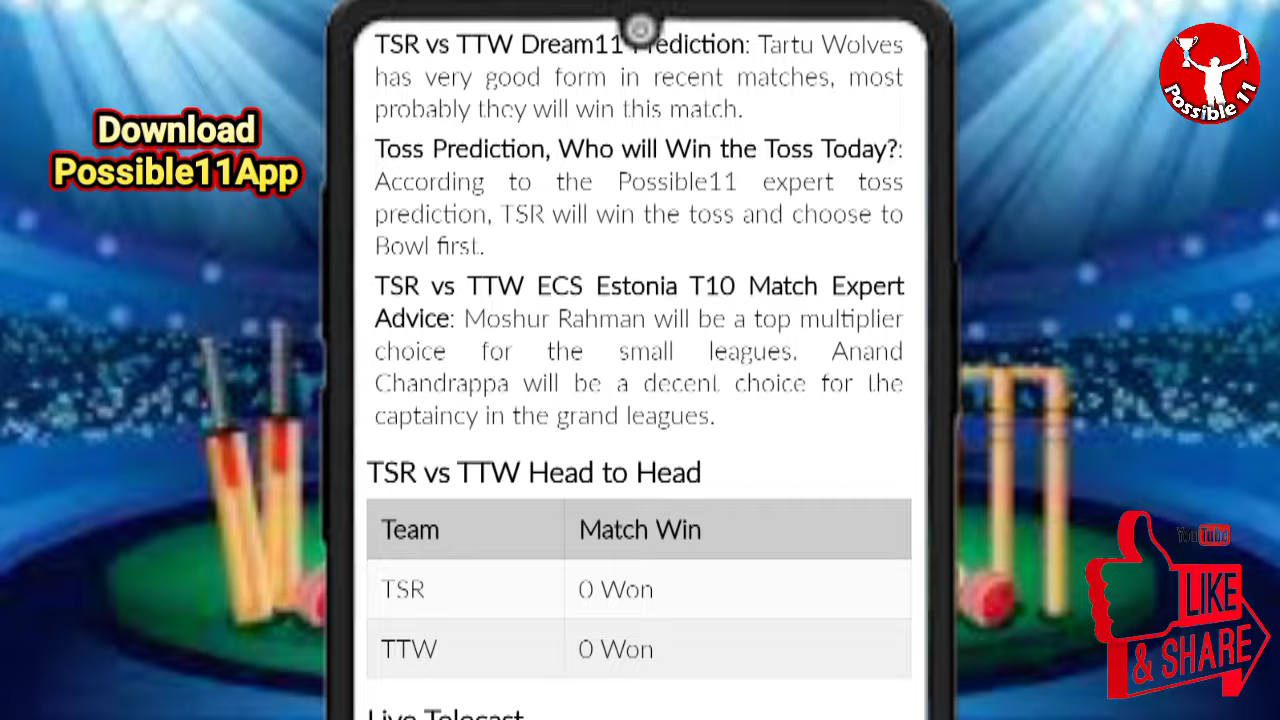 TSR vs TTW Dream11 Prediction: Tartu Wolves
has very good form in recent matches, most
probably they will win this match.
Toss Prediction, Who will Win the Toss Today?:
According to the Possible11 expert toss
prediction, TSR will win the toss and choose to
Bowl first.
TSR vs TTW ECS Estonia T10 Match Expert
Advice: Moshur Rahman will be a top multiplier
choice for the small leagues. Anand
Chandrappa will be a decent choice for the
captaincy in the grand leagues.
TSR vs TTW Head to Head
Team Match Win
TSR 0 Won
TTW 0 Won
Live Telecast
Download
Possible11App
Possible 11
YouTube
LIKE
& SHARE